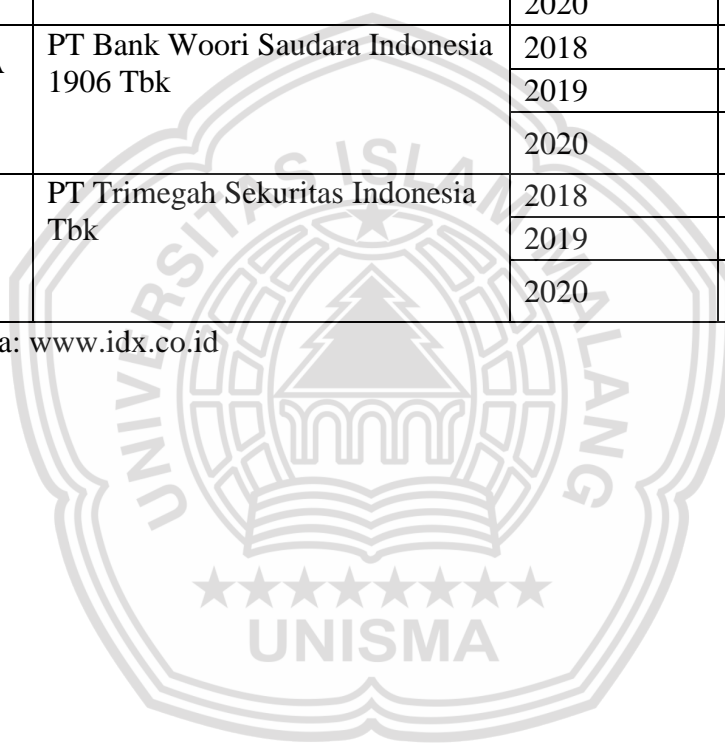 2020
A
PT Bank Woori Saudara Indonesia 2018
1906 Tbk
2019
2020
PT Trimegah Sekuritas Indonesia 2018
Tbk
2019
2020
a: www.idx.co.id
UNIVERSITAS ISLAM MALANG
UNISMA